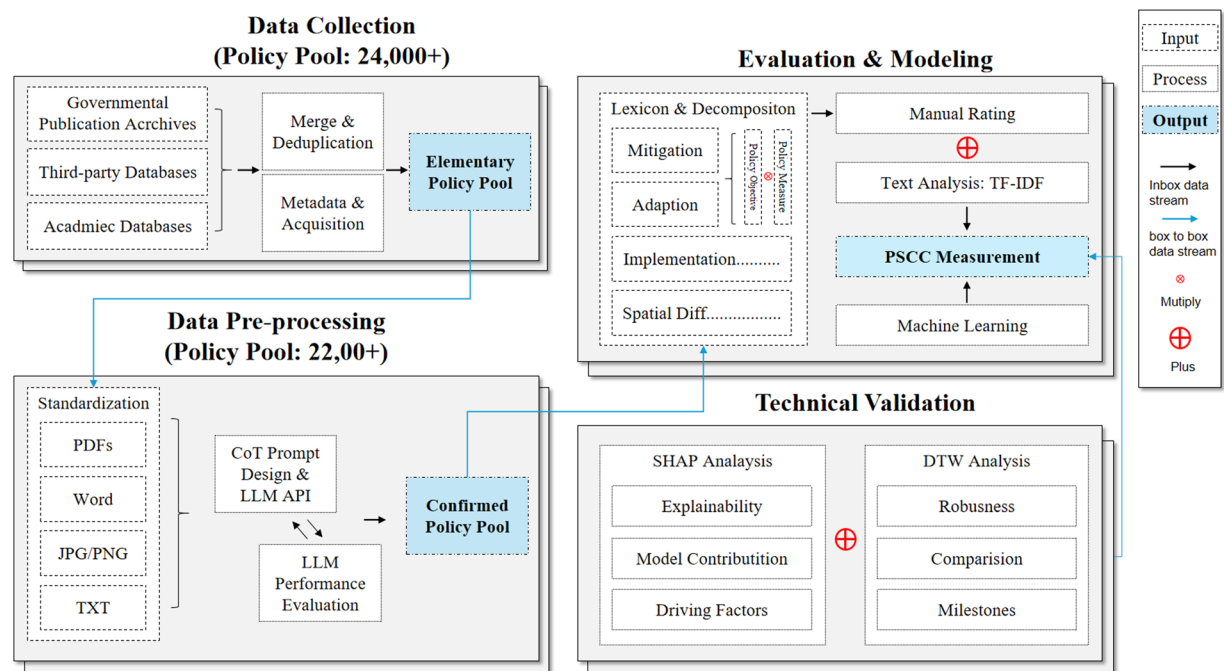 Data Collection
(Policy Pool: 24,000+)
Governmental
Publication Acrchives
Third-party Databases
Acadmiec Databases
Merge &
Deduplication
Metadata &
Acquisition
Elementary
Policy Pool
Data Pre-processing
(Policy Pool: 22,00+)
Standardization
PDFs
Word
JPG/PNG
TXT
CoT Prompt
Design &
LLM API
LLM
Performance
Evaluation
Confirmed
Policy Pool
Evaluation & Modeling
Lexicon & Decompositon
Mitigation
Adaption
Policy Objective
Policy Measure
Implementation..........
Spatial Diff.................
Manual Rating
Text Analysis: TF-IDF
PSCC Measurement
Machine Learning
Technical Validation
SHAP Analaysis
Explainability
Model Contributition
Driving Factors
DTW Analysis
Robusness
Comparision
Milestones
Input
Process
Output
Inbox data
stream
box to box
data stream
Mutiply
Plus